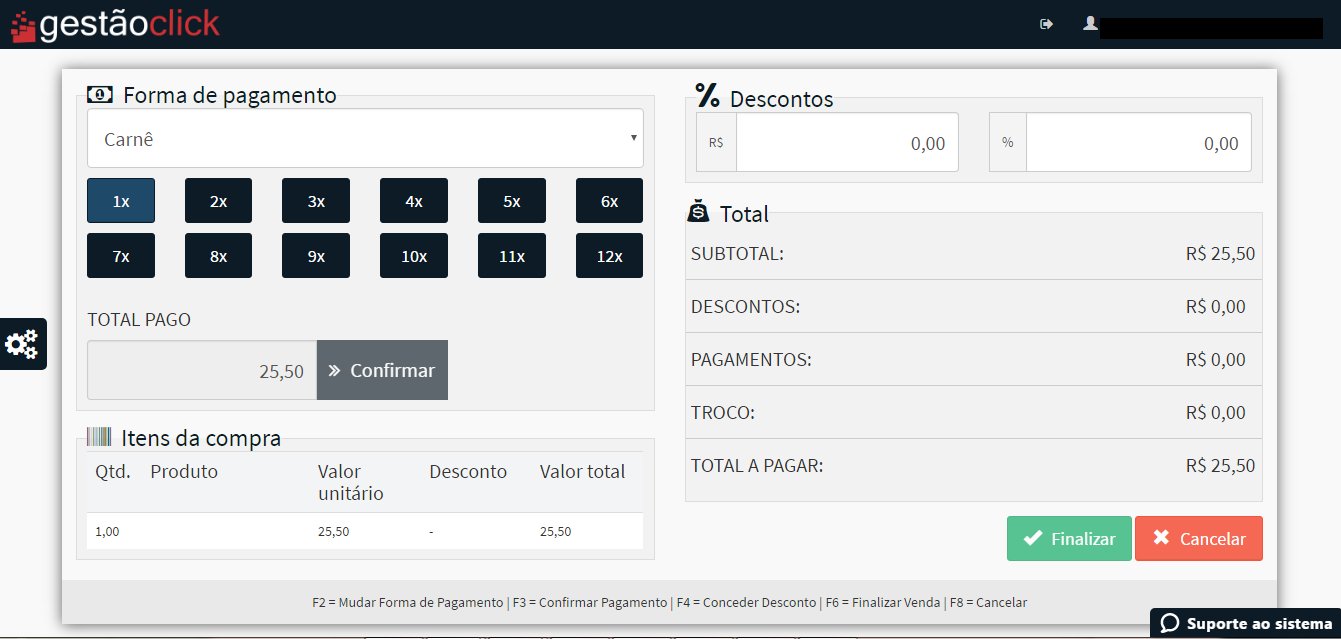 gestãoclick
Forma de pagamento
Carnê
1x 2x 3x 4x 5x 6x
7x 8x 9x 10x 11x 12x
TOTAL PAGO
25,50 » Confirmar
Itens da compra
Qtd. Produto Valor unitário Desconto Valor total
1,00 25,50 - 25,50
% Descontos
R$ 0,00 % 0,00
Total
SUBTOTAL: R$ 25,50
DESCONTOS: R$ 0,00
PAGAMENTOS: R$ 0,00
TROCO: R$ 0,00
TOTAL A PAGAR: R$ 25,50
Finalizar Cancelar
F2 = Mudar Forma de Pagamento | F3 = Confirmar Pagamento | F4 = Conceder Desconto | F6 = Finalizar Venda | F8 = Cancelar
Suporte ao sistema